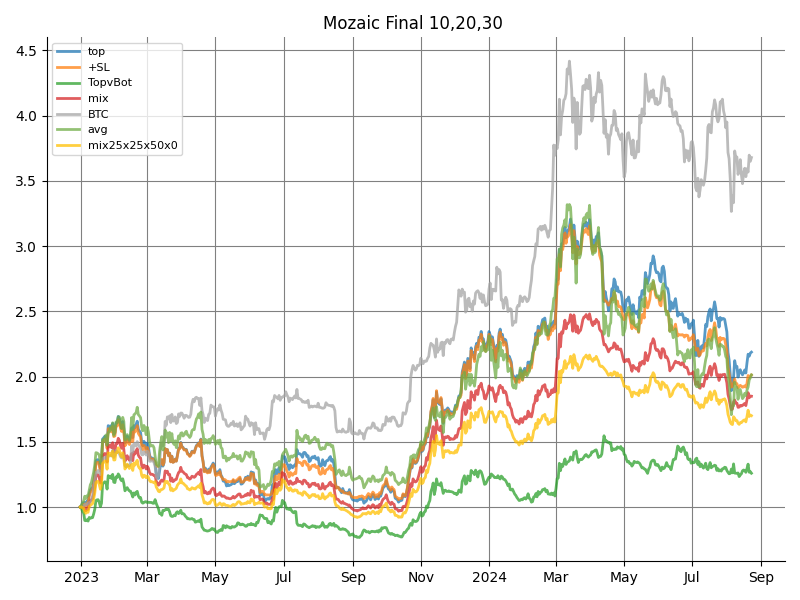 Mozaic Final 10,20,30
top
+SL
TopvBot
mix
BTC
avg
mix25x25x50x0
4.5
4.0
3.5
3.0
2.5
2.0
1.5
1.0
2023 Mar May Jul Sep Nov 2024 Mar May Jul Sep